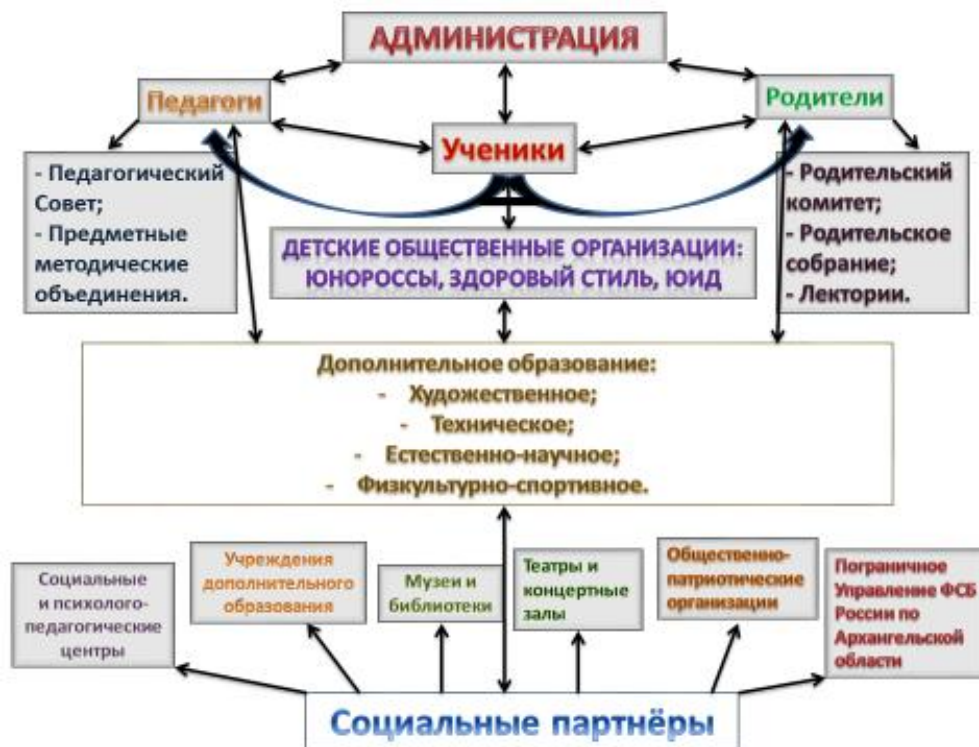 АДМИНИСТРАЦИЯ
Педагоги
Родители
Ученики
- Педагогический
Совет;
- Предметные
методические
объединения.
- Родительский
комитет;
- Родительское
собрание;
- Лектории.
ДЕТСКИЕ ОБЩЕСТВЕННЫЕ ОРГАНИЗАЦИИ:
ЮНОРОССЫ, ЗДОРОВЫЙ СТИЛЬ, ЮИД
Дополнительное образование:
- Художественное;
- Техническое;
- Естественно-научное;
- Физкультурно-спортивное.
Социальные
и психолого-
педагогические
центры
Учреждения
дополнительного
образования
Музеи и
библиотеки
Театры и
концертные
залы
Общественно-
патриотические
организации
Пограничное
Управление ФСБ
России по
Архангельской
области
Социальные партнёры